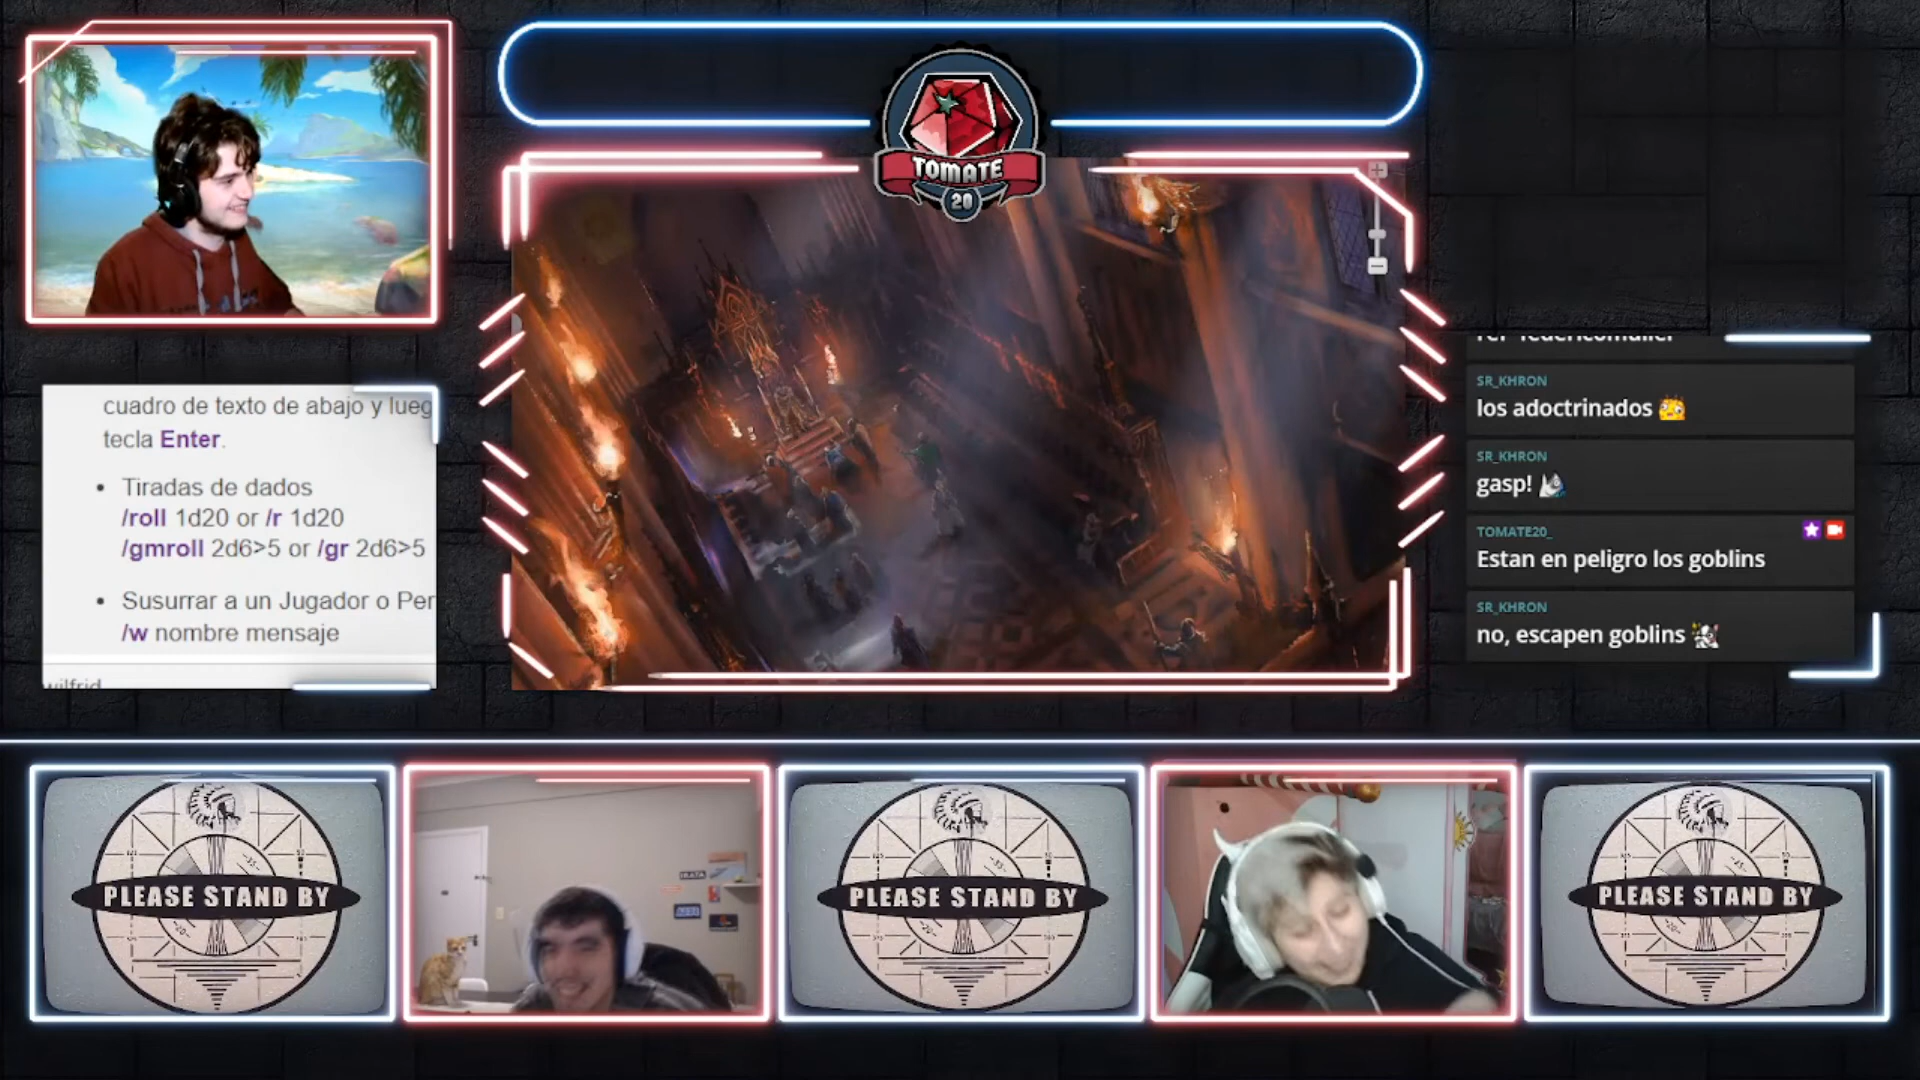 TOMATE
20
cuadro de texto de abajo y lueg
tecla Enter.
• Tiradas de dados
/roll 1d20 or /r 1d20
/gmroll 2d6>5 or /gr 2d6>5
• Susurrar a un Jugador o Per
/w nombre mensaje
wilfrid
SR_KHRON
los adoctrinados
SR_KHRON
gasp!
TOMATE20_
Estan en peligro los goblins
SR_KHRON
no, escapen goblins
PLEASE STAND BY
PLEASE STAND BY
PLEASE STAND BY